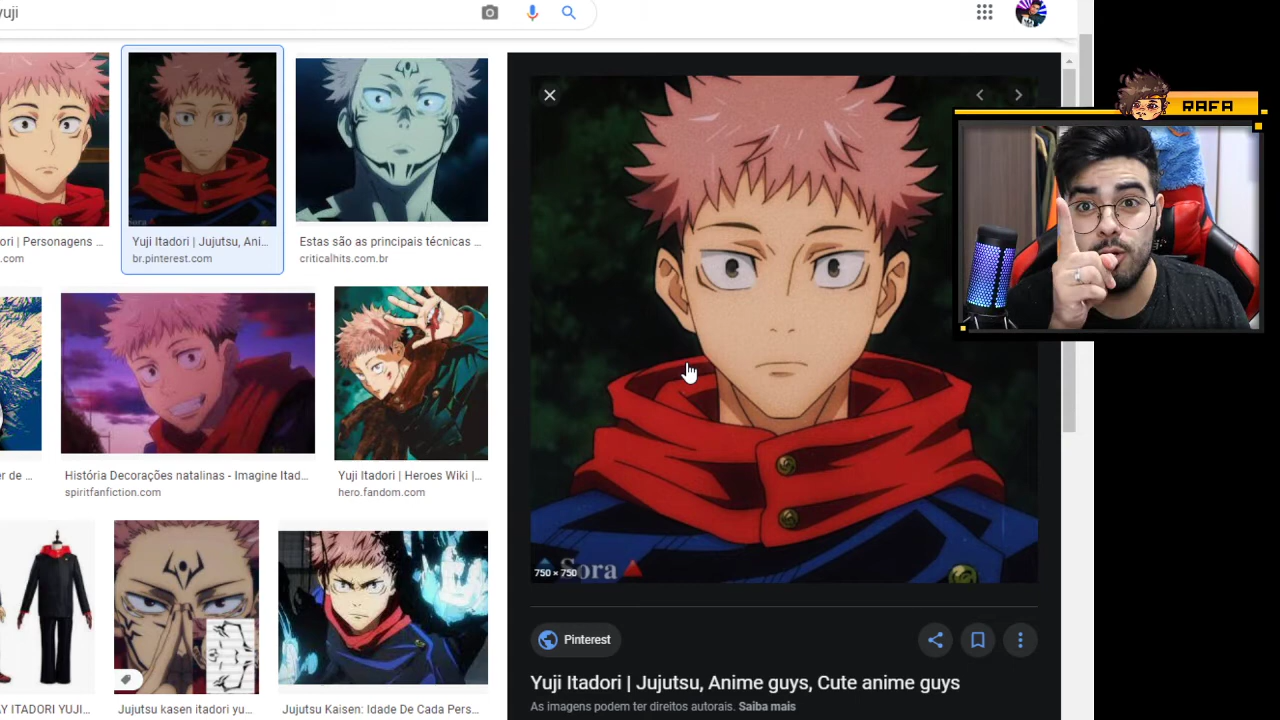 yuji
RAFA
ori | Personagens ...
.com
Yuji Itadori | Jujutsu, Ani...
br.pinterest.com
Estas são as principais técnicas ...
criticalhits.com.br
er de ...
História Decorações natalinas - Imagine Itad...
spiritfanfiction.com
Yuji Itadori | Heroes Wiki |...
hero.fandom.com
Sora
750 × 750
Pinterest
Yuji Itadori | Jujutsu, Anime guys, Cute anime guys
As imagens podem ter direitos autorais. Saiba mais
AY ITADORI YUJI...
Jujutsu kasen itadori yu...
Jujutsu Kaisen: Idade De Cada Pers...